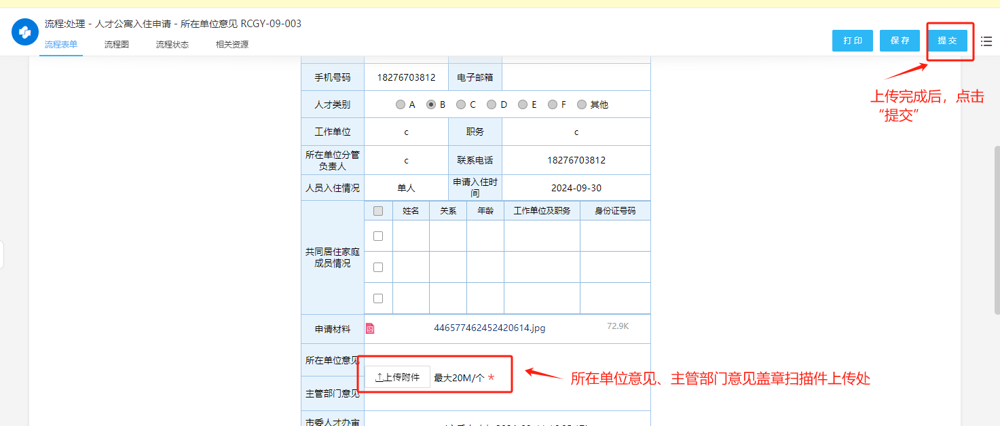 流程:处理 - 人才公寓入住申请 - 所在单位意见 RCGY-09-003
流程表单 流程图 流程状态 相关资源
打印 保存 提交
上传完成后，点击
“提交”
手机号码 18276703812 电子邮箱
人才类别 A B C D E F 其他
工作单位 c 职务 c
所在单位分管
负责人 c 联系电话 18276703812
人员入住情况 单人 申请入住时
间 2024-09-30
共同居住家庭
成员情况
姓名 关系 年龄 工作单位及职务 身份证号码
申请材料 446577462452420614.jpg 72.9K
所在单位意见
上传附件 最大20M/个 *
所在单位意见、主管部门意见盖章扫描件上传处
主管部门意见
市委人才办审